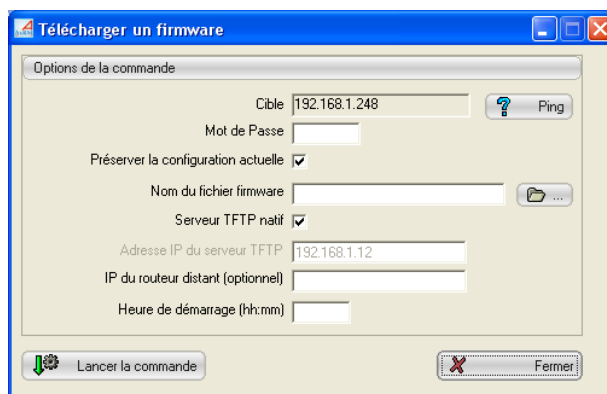 Télécharger un firmware
Options de la commande
Cible 192.168.1.248 Ping
Mot de Passe
Préserver la configuration actuelle
Nom du fichier firmware ...
Serveur TFTP natif
Adresse IP du serveur TFTP 192.168.1.12
IP du routeur distant (optionnel)
Heure de démarrage (hh:mm)
Lancer la commande Fermer